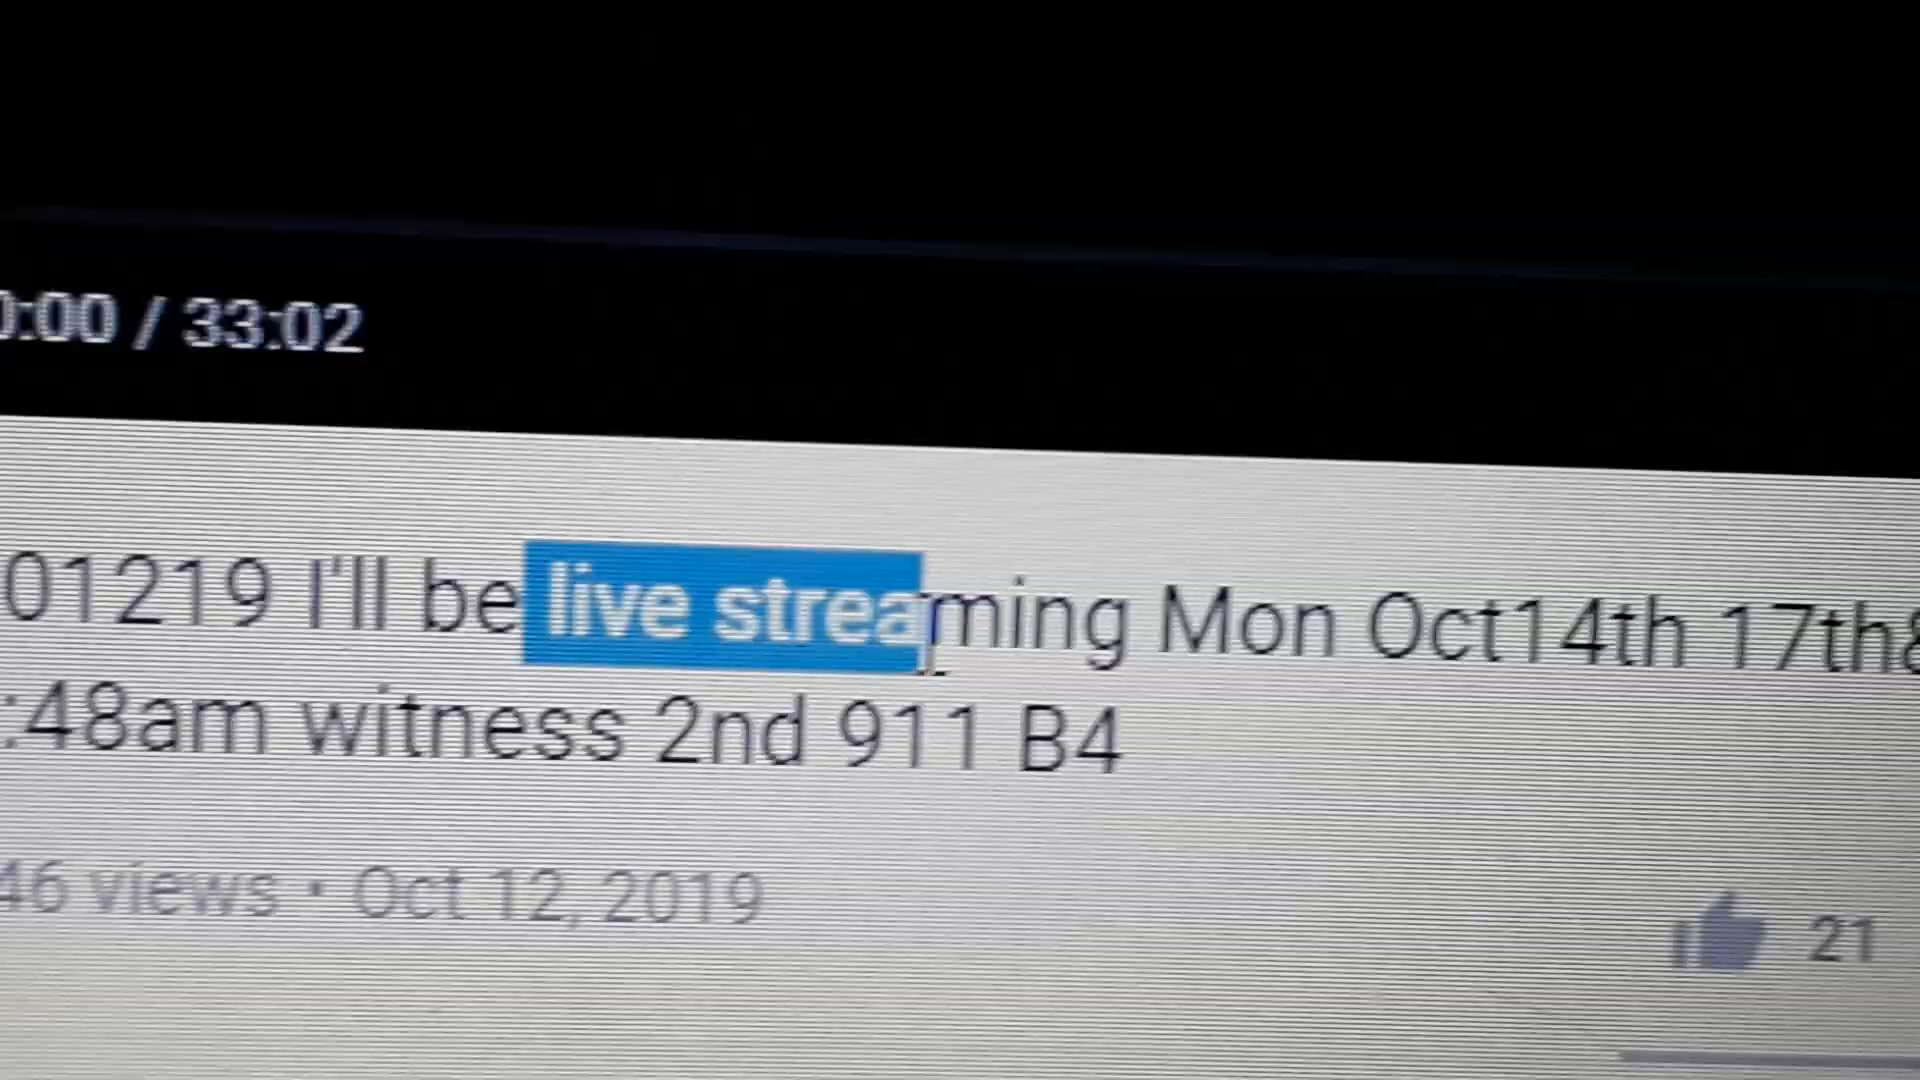 0:00 / 33:02
01219 I'll be live streaming Mon Oct14th 17th&
:48am witness 2nd 911 B4
46 views • Oct 12, 2019
21